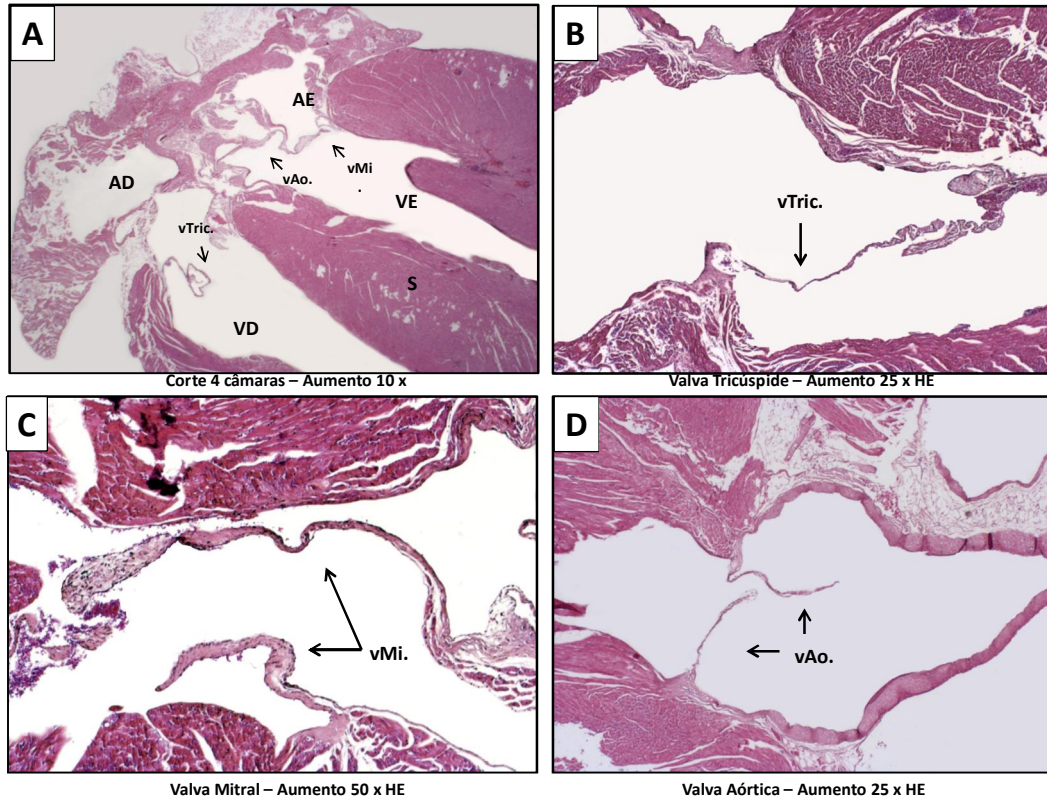 A
AE
AD
vAo.
vMi
.
VE
vTric.
S
VD
Corte 4 câmaras – Aumento 10 x
B
vTric.
Valva Tricúspide – Aumento 25 x HE
C
vMi.
Valva Mitral – Aumento 50 x HE
D
vAo.
Valva Aórtica – Aumento 25 x HE